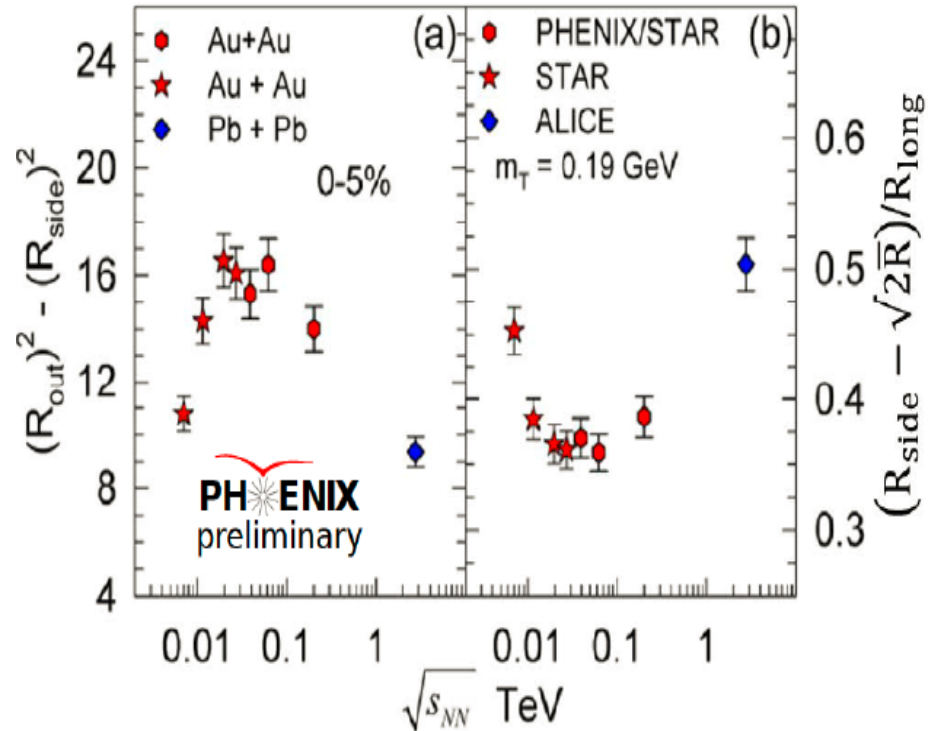 (a)
Au+Au
Au + Au
Pb + Pb
0-5%
24
20
16
12
8
4
(R_out)^2 - (R_side)^2
PHENIX
preliminary
0.01 0.1 1
(b)
PHENIX/STAR
STAR
ALICE
m_T = 0.19 GeV
0.6
0.5
0.4
0.3
(R_side − √2R̅)/R_long
0.01 0.1 1
√s_NN TeV